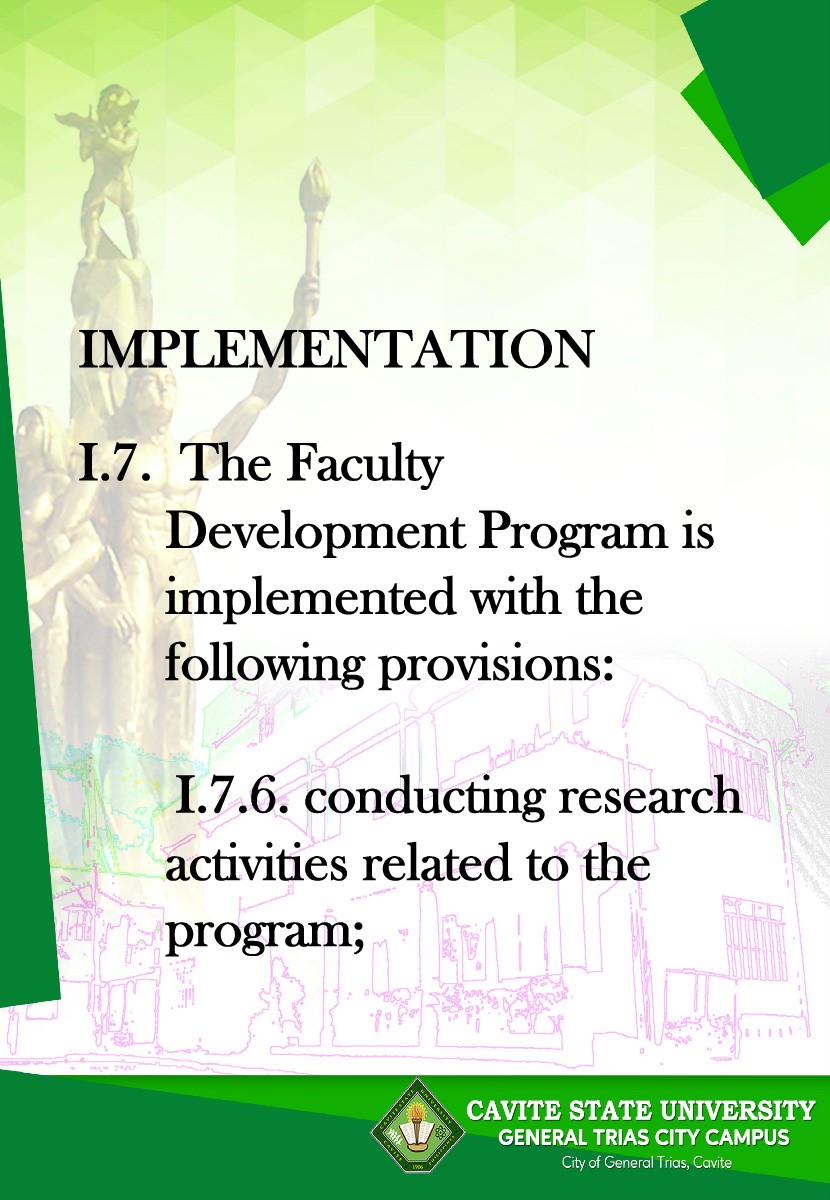 IMPLEMENTATION
I.7. The Faculty
Development Program is
implemented with the
following provisions:
I.7.6. conducting research
activities related to the
program;
CAVITE STATE UNIVERSITY
GENERAL TRIAS CITY CAMPUS
City of General Trias, Cavite
1906